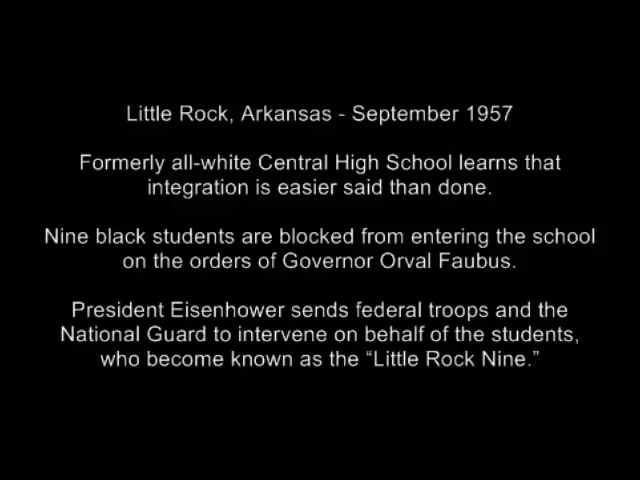 Little Rock, Arkansas - September 1957
Formerly all-white Central High School learns that
integration is easier said than done.
Nine black students are blocked from entering the school
on the orders of Governor Orval Faubus.
President Eisenhower sends federal troops and the
National Guard to intervene on behalf of the students,
who become known as the “Little Rock Nine.”